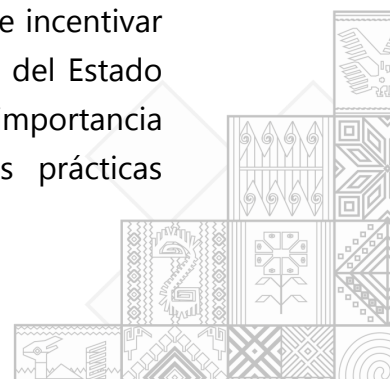 e incentivar
del Estado
importancia
s prácticas